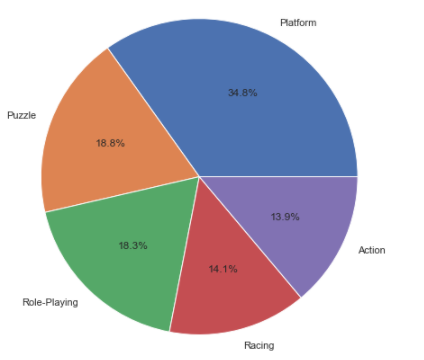 Platform
34.8%
Puzzle
18.8%
13.9%
18.3%
Action
14.1%
Role-Playing
Racing